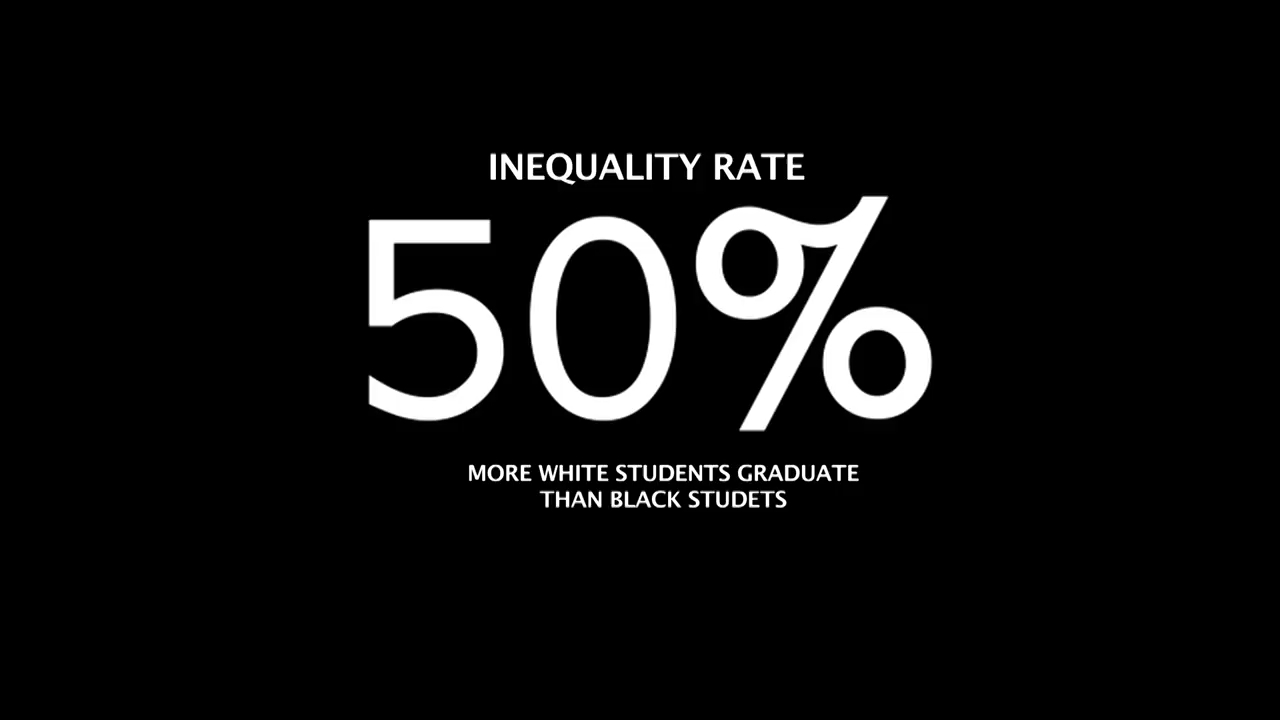 INEQUALITY RATE
50%
MORE WHITE STUDENTS GRADUATE
THAN BLACK STUDETS